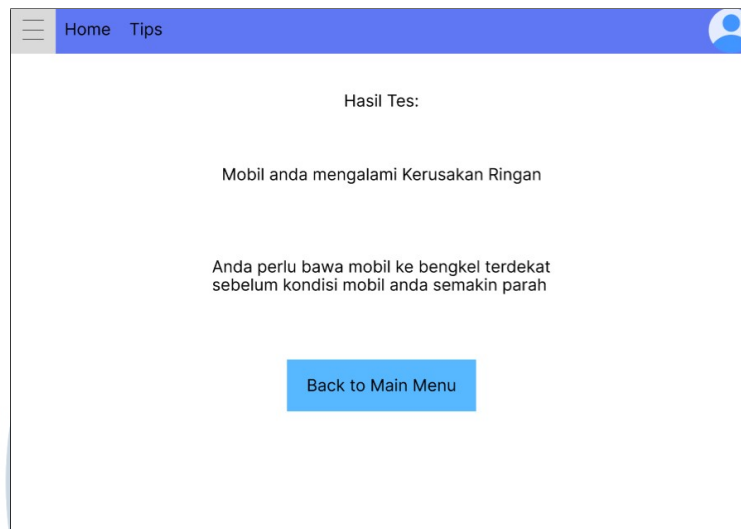 Home Tips
Hasil Tes:
Mobil anda mengalami Kerusakan Ringan
Anda perlu bawa mobil ke bengkel terdekat
sebelum kondisi mobil anda semakin parah
Back to Main Menu